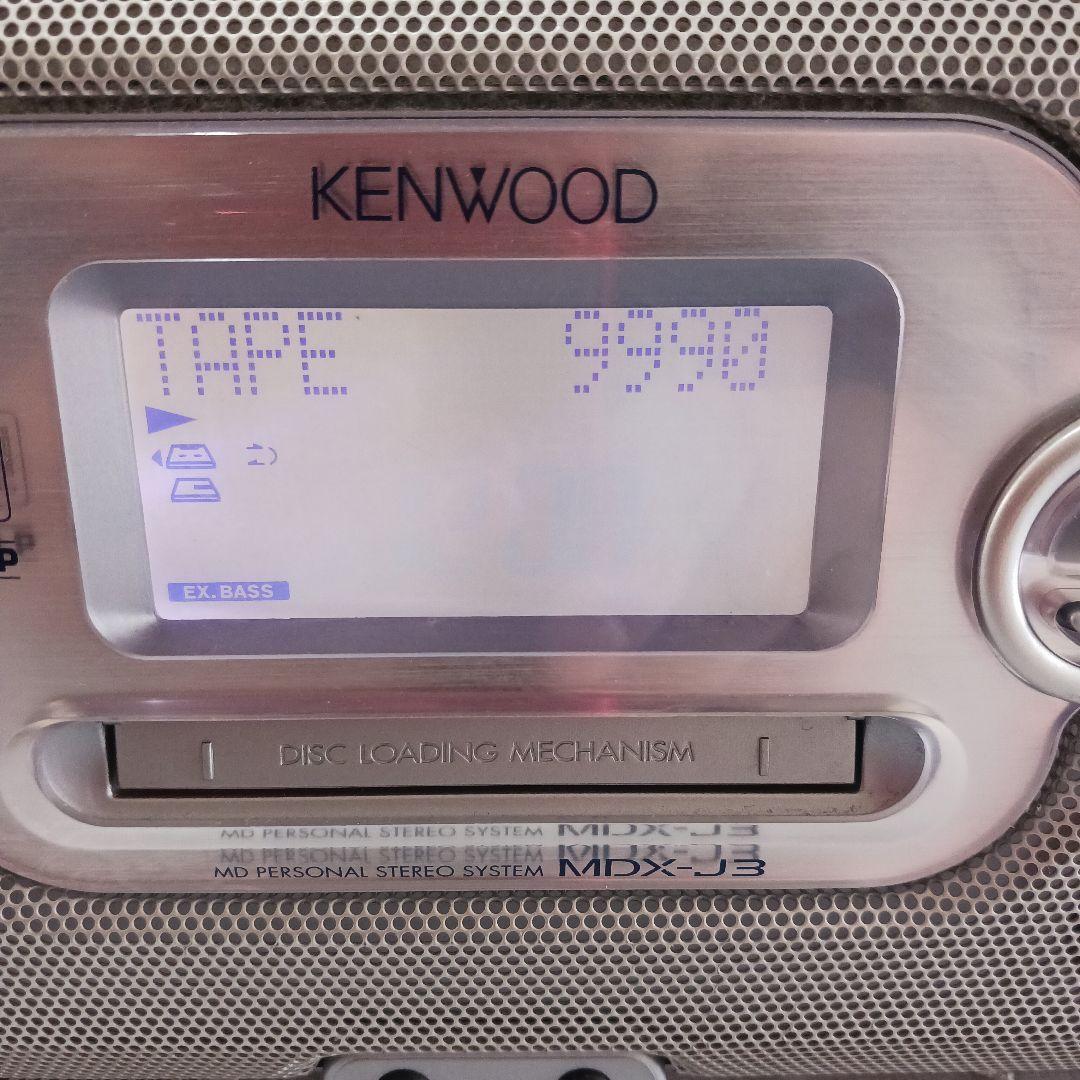 KENWOOD
TAPE 9990
EX. BASS
P
DISC LOADING MECHANISM
MD PERSONAL STEREO SYSTEM MDX-J3